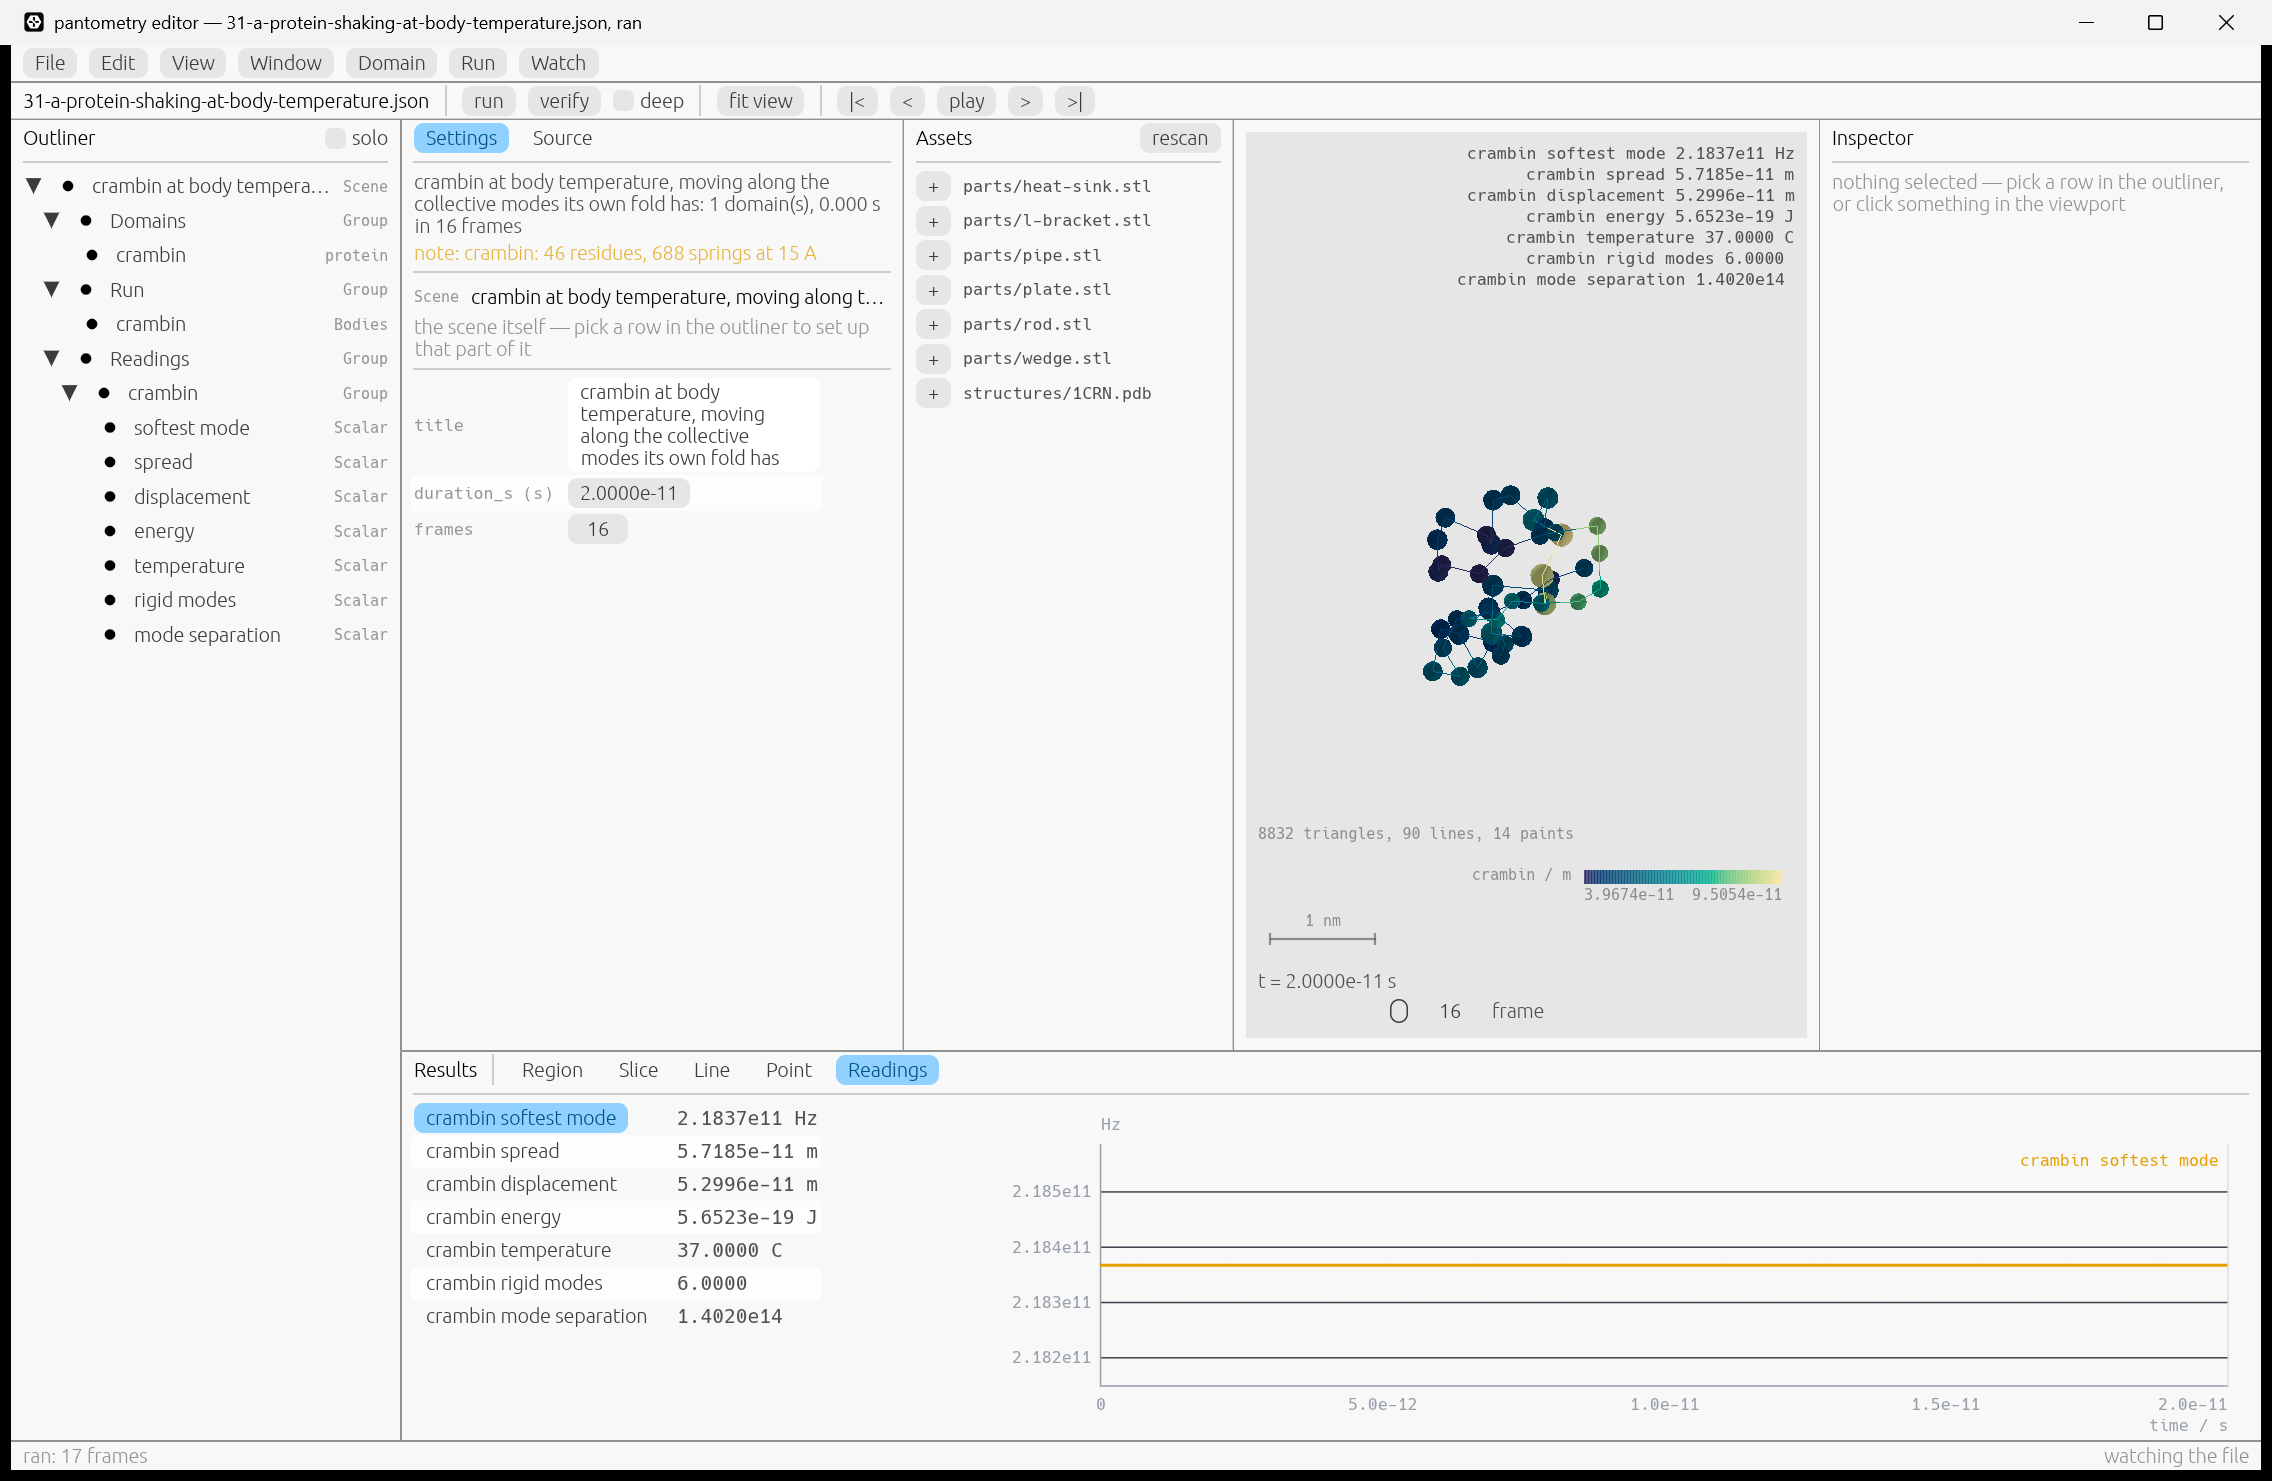 pantometry editor — 31-a-protein-shaking-at-body-temperature.json, ran
File Edit View Window Domain Run Watch
31-a-protein-shaking-at-body-temperature.json run verify deep fit view |< < play > >|
Outliner solo
crambin at body tempera... Scene
Domains Group
crambin protein
Run Group
crambin Bodies
Readings Group
crambin Group
softest mode Scalar
spread Scalar
displacement Scalar
energy Scalar
temperature Scalar
rigid modes Scalar
mode separation Scalar
Settings Source
crambin at body temperature, moving along the
collective modes its own fold has: 1 domain(s), 0.000 s
in 16 frames
note: crambin: 46 residues, 688 springs at 15 A
Scene crambin at body temperature, moving along t...
the scene itself — pick a row in the outliner to set up
that part of it
title
crambin at body
temperature, moving
along the collective
modes its own fold has
duration_s (s) 2.0000e-11
frames 16
Assets rescan
+ parts/heat-sink.stl
+ parts/l-bracket.stl
+ parts/pipe.stl
+ parts/plate.stl
+ parts/rod.stl
+ parts/wedge.stl
+ structures/1CRN.pdb
crambin softest mode 2.1837e11 Hz
crambin spread 5.7185e-11 m
crambin displacement 5.2996e-11 m
crambin energy 5.6523e-19 J
crambin temperature 37.0000 C
crambin rigid modes 6.0000
crambin mode separation 1.4020e14
8832 triangles, 90 lines, 14 paints
crambin / m
3.9674e-11 9.5054e-11
1 nm
t = 2.0000e-11 s
16 frame
Inspector
nothing selected — pick a row in the outliner,
or click something in the viewport
Results Region Slice Line Point Readings
crambin softest mode 2.1837e11 Hz
crambin spread 5.7185e-11 m
crambin displacement 5.2996e-11 m
crambin energy 5.6523e-19 J
crambin temperature 37.0000 C
crambin rigid modes 6.0000
crambin mode separation 1.4020e14
Hz
crambin softest mode
2.185e11
2.184e11
2.183e11
2.182e11
0 5.0e-12 1.0e-11 1.5e-11 2.0e-11
time / s
ran: 17 frames watching the file